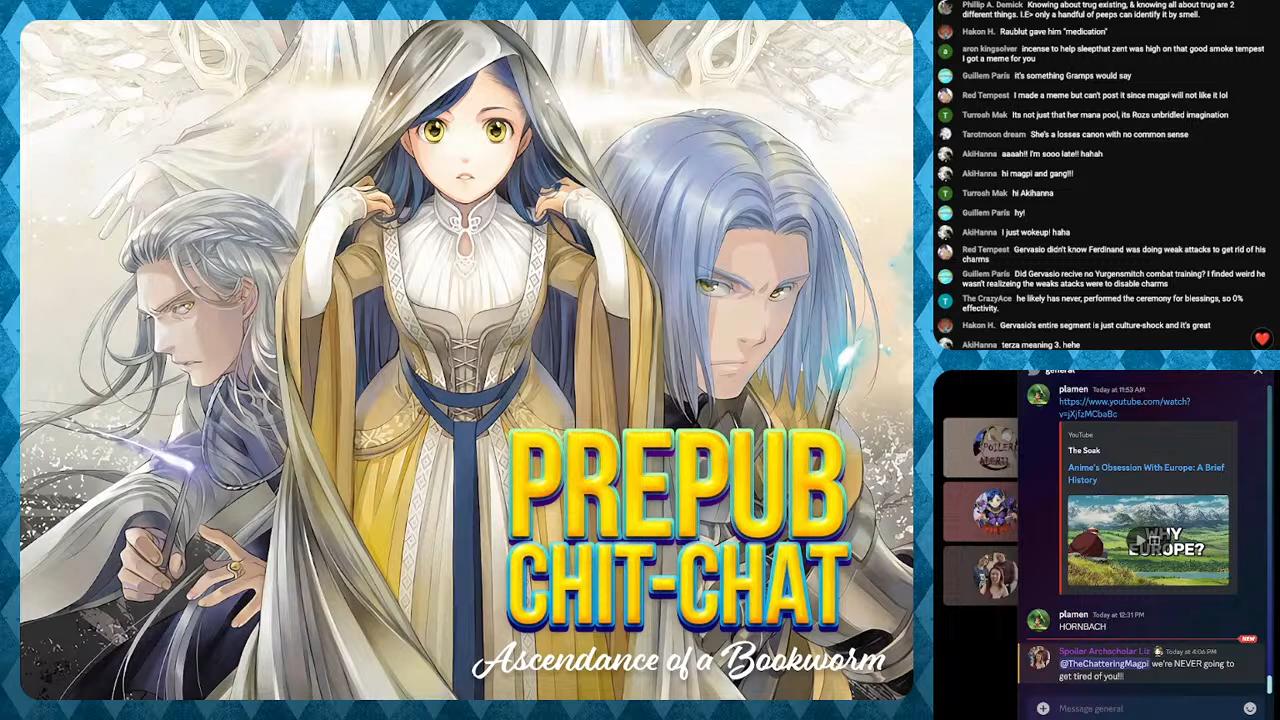 PREPUB
CHIT-CHAT
Ascendance of a Bookworm
Phillip A. Demick Knowing about trug existing, & knowing all about trug are 2
different things. I.E> only a handful of peeps can identify it by smell.
Hakon H. Raublut gave him "medication"
aron kingsolver incense to help sleepthat zent was high on that good smoke tempest
I got a meme for you
Guillem París it's something Gramps would say
Red Tempest I made a meme but can't post it since magpi will not like it lol
Turrosh Mak Its not just that her mana pool, its Rozs unbridled imagination
Tarotmoon dream She's a losses canon with no common sense
AkiHanna aaaah!! I'm sooo late!! hahah
AkiHanna hi magpi and gang!!!
Turrosh Mak hi Akihanna
Guillem París hy!
AkiHanna I just wokeup! haha
Red Tempest Gervasio didn't know Ferdinand was doing weak attacks to get rid of his
charms
Guillem París Did Gervasio recive no Yurgensmitch combat training? I finded weird he
wasn't realizeing the weaks atacks were to disable charms
The CrazyAce he likely has never, performed the ceremony for blessings, so 0%
effectivity.
Hakon H. Gervasio's entire segment is just culture-shock and it's great
AkiHanna terza meaning 3. hehe
general
plamen Today at 11:53 AM
https://www.youtube.com/watch?
v=jXjfzMCbaBc
YouTube
The Soak
Anime's Obsession With Europe: A Brief
History
WHY
EUROPE?
plamen Today at 12:31 PM
HORNBACH
NEW
Spoiler Archscholar Liz Today at 4:06 PM
@TheChatteringMagpi we're NEVER going to
get tired of you!!!
Message general
SPOILER
ALERT!